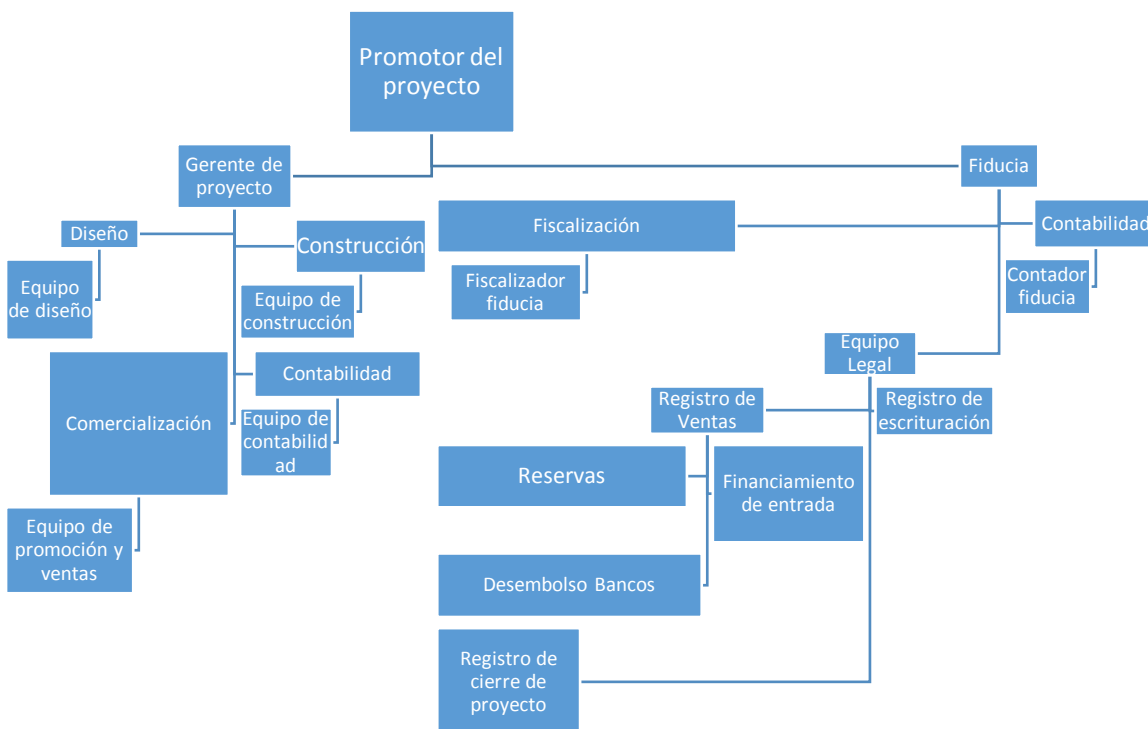 Promotor del
proyecto
Gerente de
proyecto
Fiducia
Diseño
Construcción
Fiscalización
Contabilidad
Equipo
de diseño
Equipo de
construcción
Fiscalizador
fiducia
Contador
fiducia
Comercialización
Contabilidad
Equipo de
contabilid
ad
Equipo
Legal
Registro de
Ventas
Registro de
escrituración
Reservas
Financiamiento
de entrada
Equipo de
promoción y
ventas
Desembolso Bancos
Registro de
cierre de
proyecto